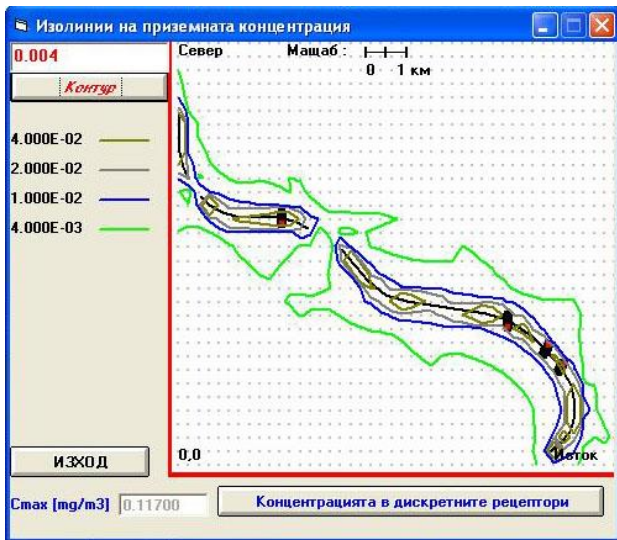 Изолинии на приземната концентрация
0.004
Контур
4.000E-02
2.000E-02
1.000E-02
4.000E-03
Север
Мащаб :
0 1 км
0,0
Изток
ИЗХОД
Cmax [mg/m3] 0.11700
Концентрацията в дискретните рецептори